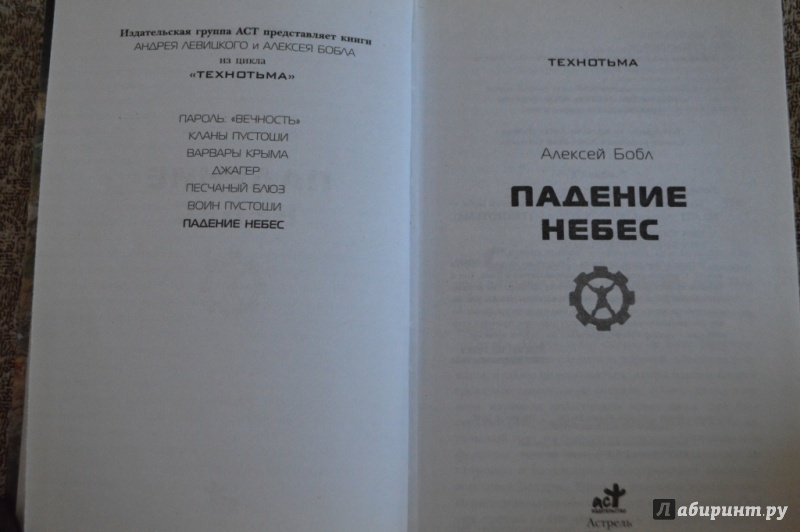 Издательская группа АСТ представляет книги
АНДРЕЯ ЛЕВИЦКОГО и АЛЕКСЕЯ БОБЛА
из цикла
«ТЕХНОТЬМА»
ПАРОЛЬ: «ВЕЧНОСТЬ»
КЛАНЫ ПУСТОШИ
ВАРВАРЫ КРЫМА
ДЖАГЕР
ПЕСЧАНЫЙ БЛЮЗ
ВОИН ПУСТОШИ
ПАДЕНИЕ НЕБЕС
ТЕХНОТЬМА
Алексей Бобл
ПАДЕНИЕ
НЕБЕС
аст
ИЗДАТЕЛЬСТВО
Астрель
Лабиринт.ру